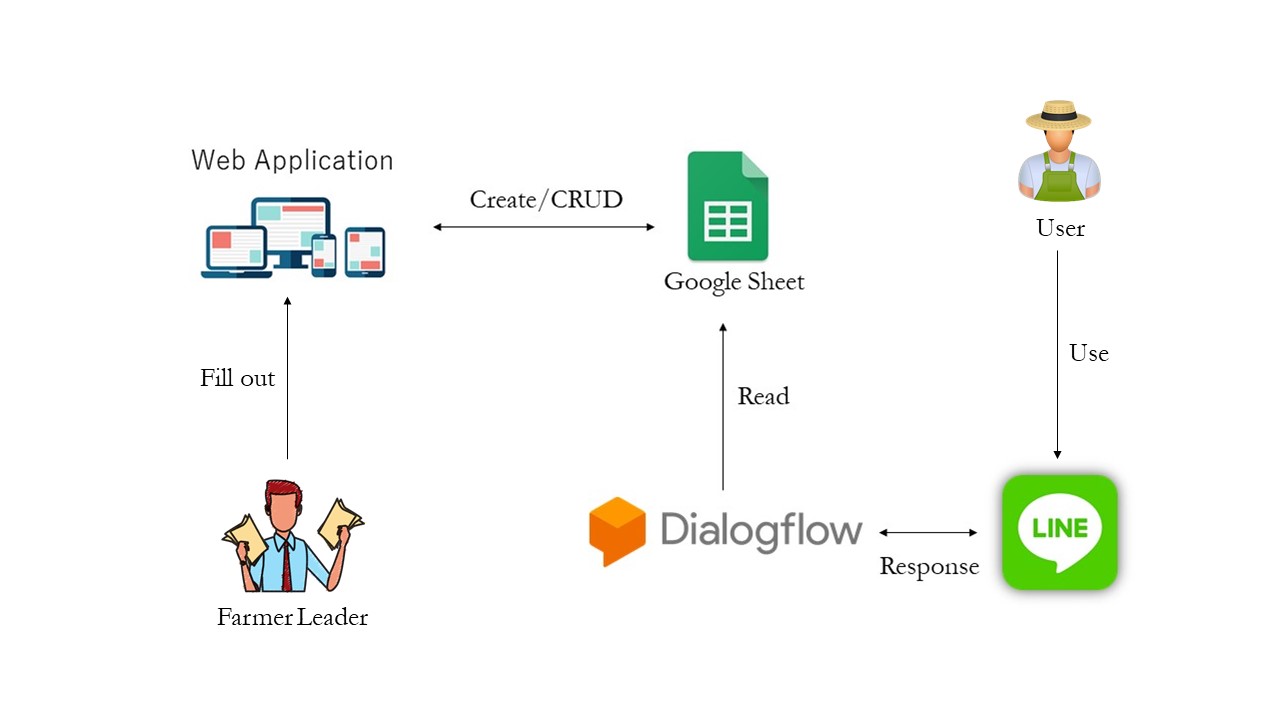 Web Application
Create/CRUD
Google Sheet
User
Fill out
Read
Use
Dialogflow
LINE
Response
Farmer Leader